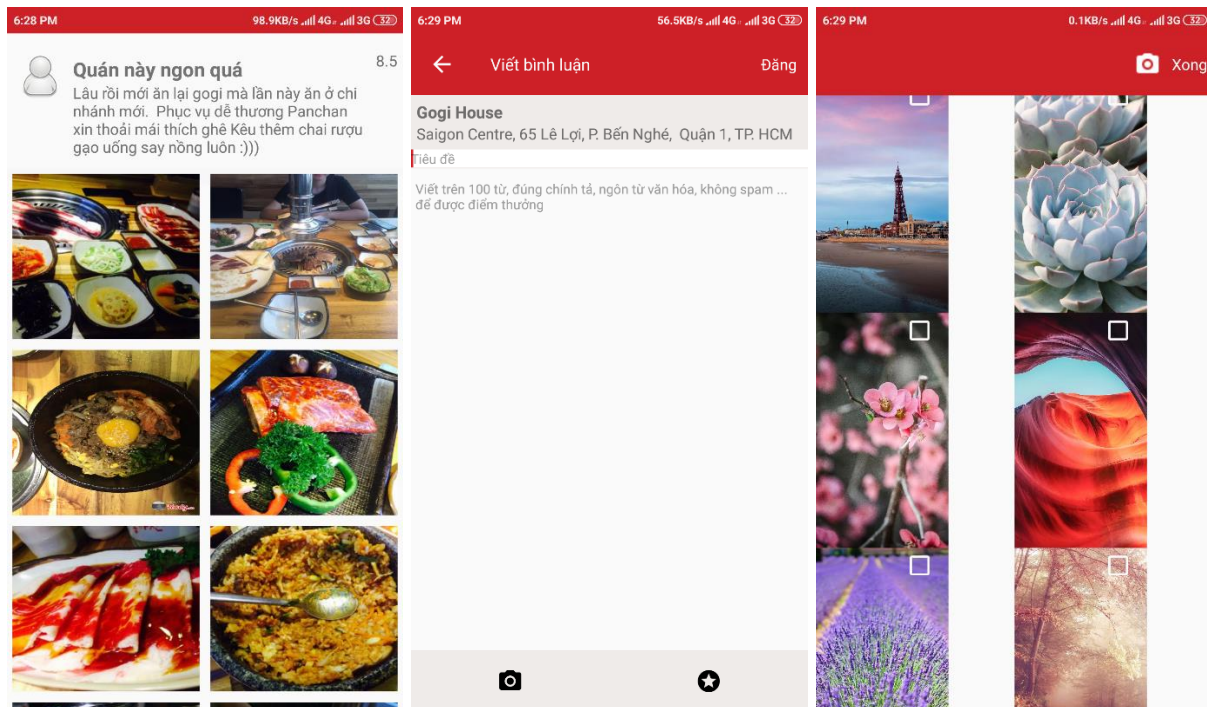 6:28 PM
98.9KB/s 4G 3G 32
8.5
Quán này ngon quá
Lâu rồi mới ăn lại gogi mà lần này ăn ở chi
nhánh mới. Phục vụ dễ thương Panchan
xin thoải mái thích ghê Kêu thêm chai rượu
gạo uống say nồng luôn :)))
6:29 PM
56.5KB/s 4G 3G 32
Viết bình luận
Đăng
Gogi House
Saigon Centre, 65 Lê Lợi, P. Bến Nghé, Quận 1, TP. HCM
Tiêu đề
Viết trên 100 từ, đúng chính tả, ngôn từ văn hóa, không spam ...
để được điểm thưởng
6:29 PM
0.1KB/s 4G 3G 32
Xong